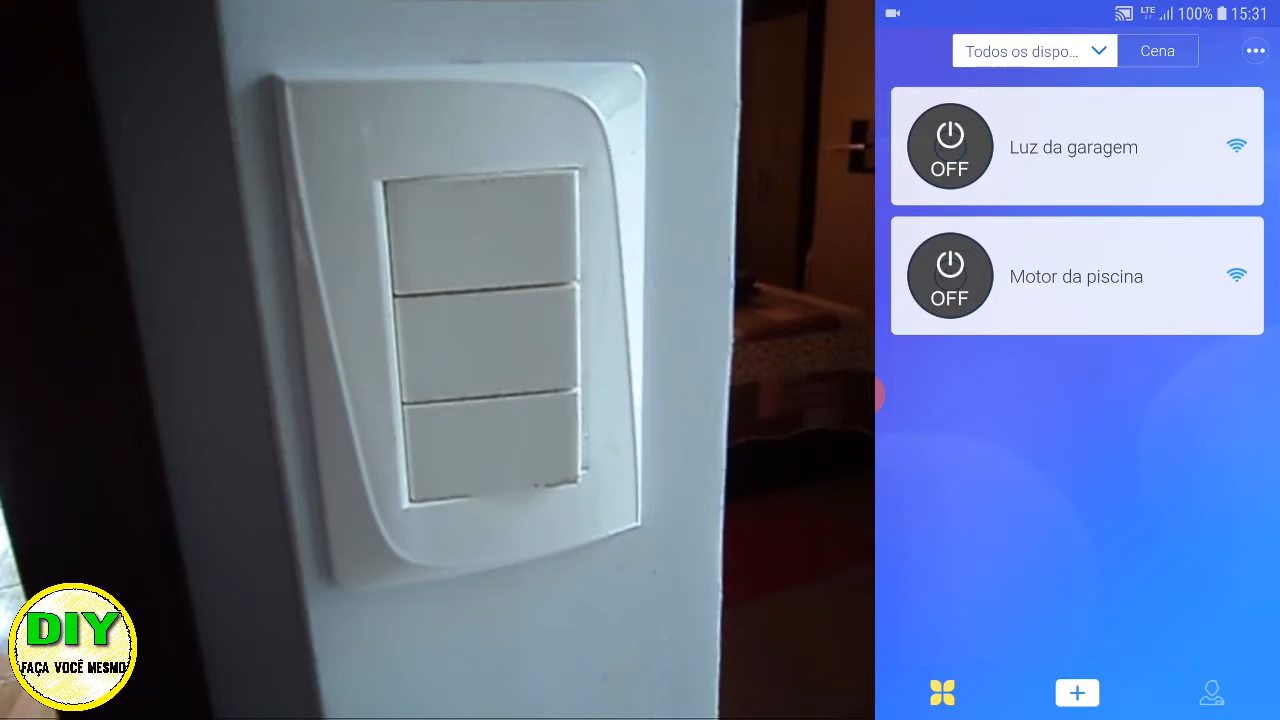 LTE 100% 15:31
Todos os dispo...
Cena
OFF
Luz da garagem
OFF
Motor da piscina
DIY
FAÇA VOCÊ MESMO